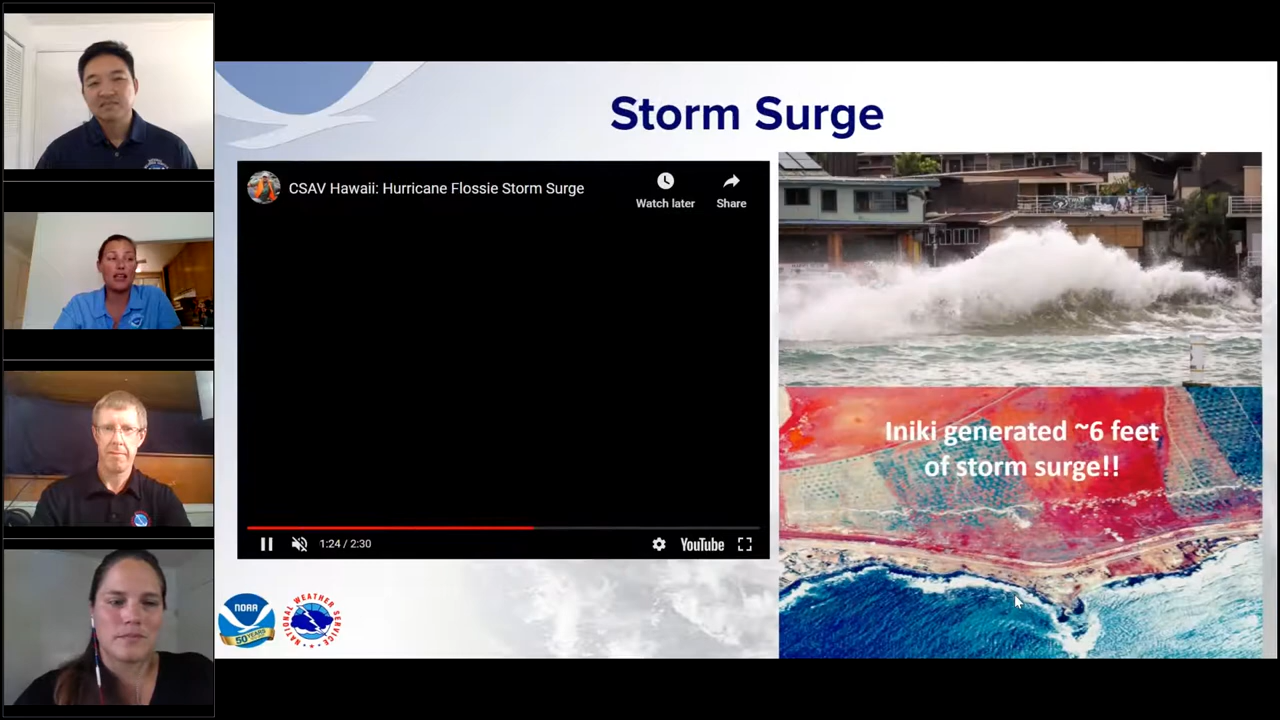 Storm Surge
CSAV Hawaii: Hurricane Flossie Storm Surge
Watch later
Share
Iniki generated ~6 feet
of storm surge!!
1:24 / 2:30
YouTube
NOAA
50 YEARS
NATIONAL WEATHER SERVICE